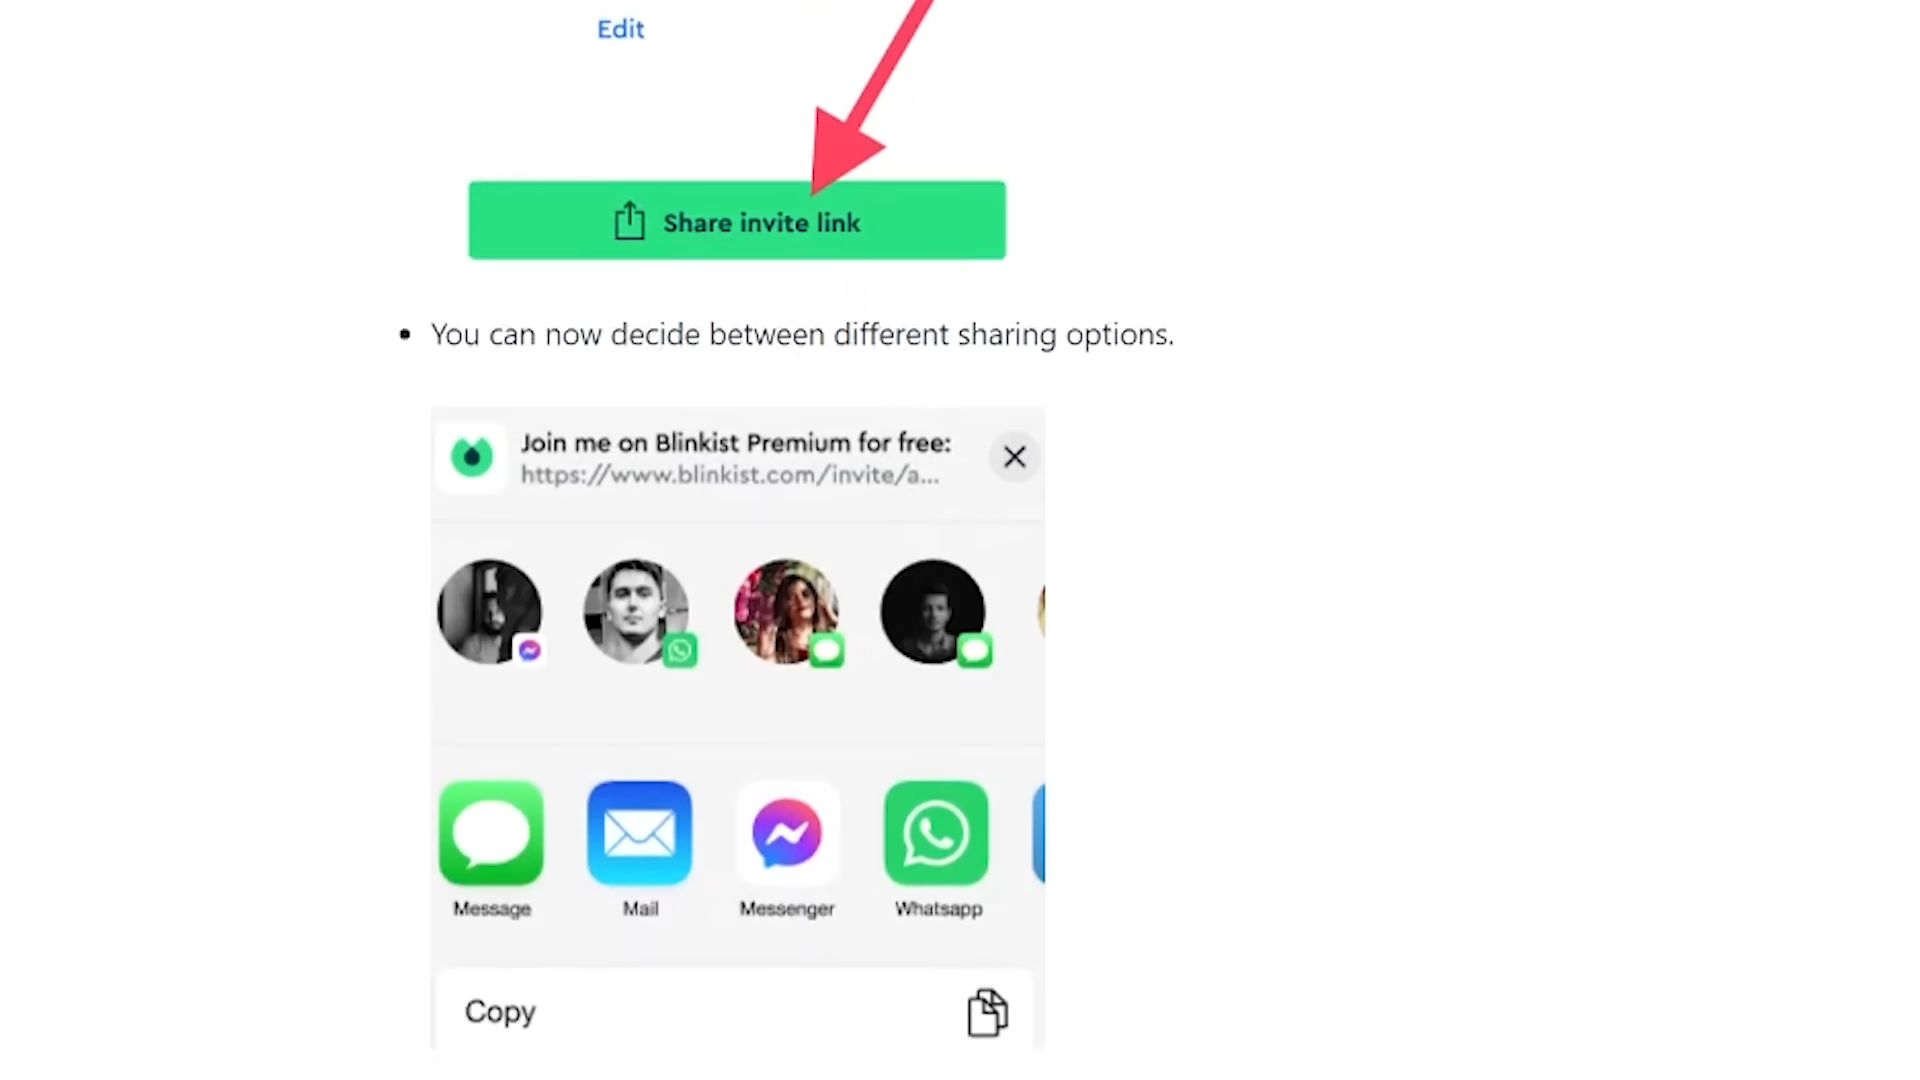 Edit
Share invite link
You can now decide between different sharing options.
Join me on Blinkist Premium for free:
https://www.blinkist.com/invite/a...
Message
Mail
Messenger
Whatsapp
Copy